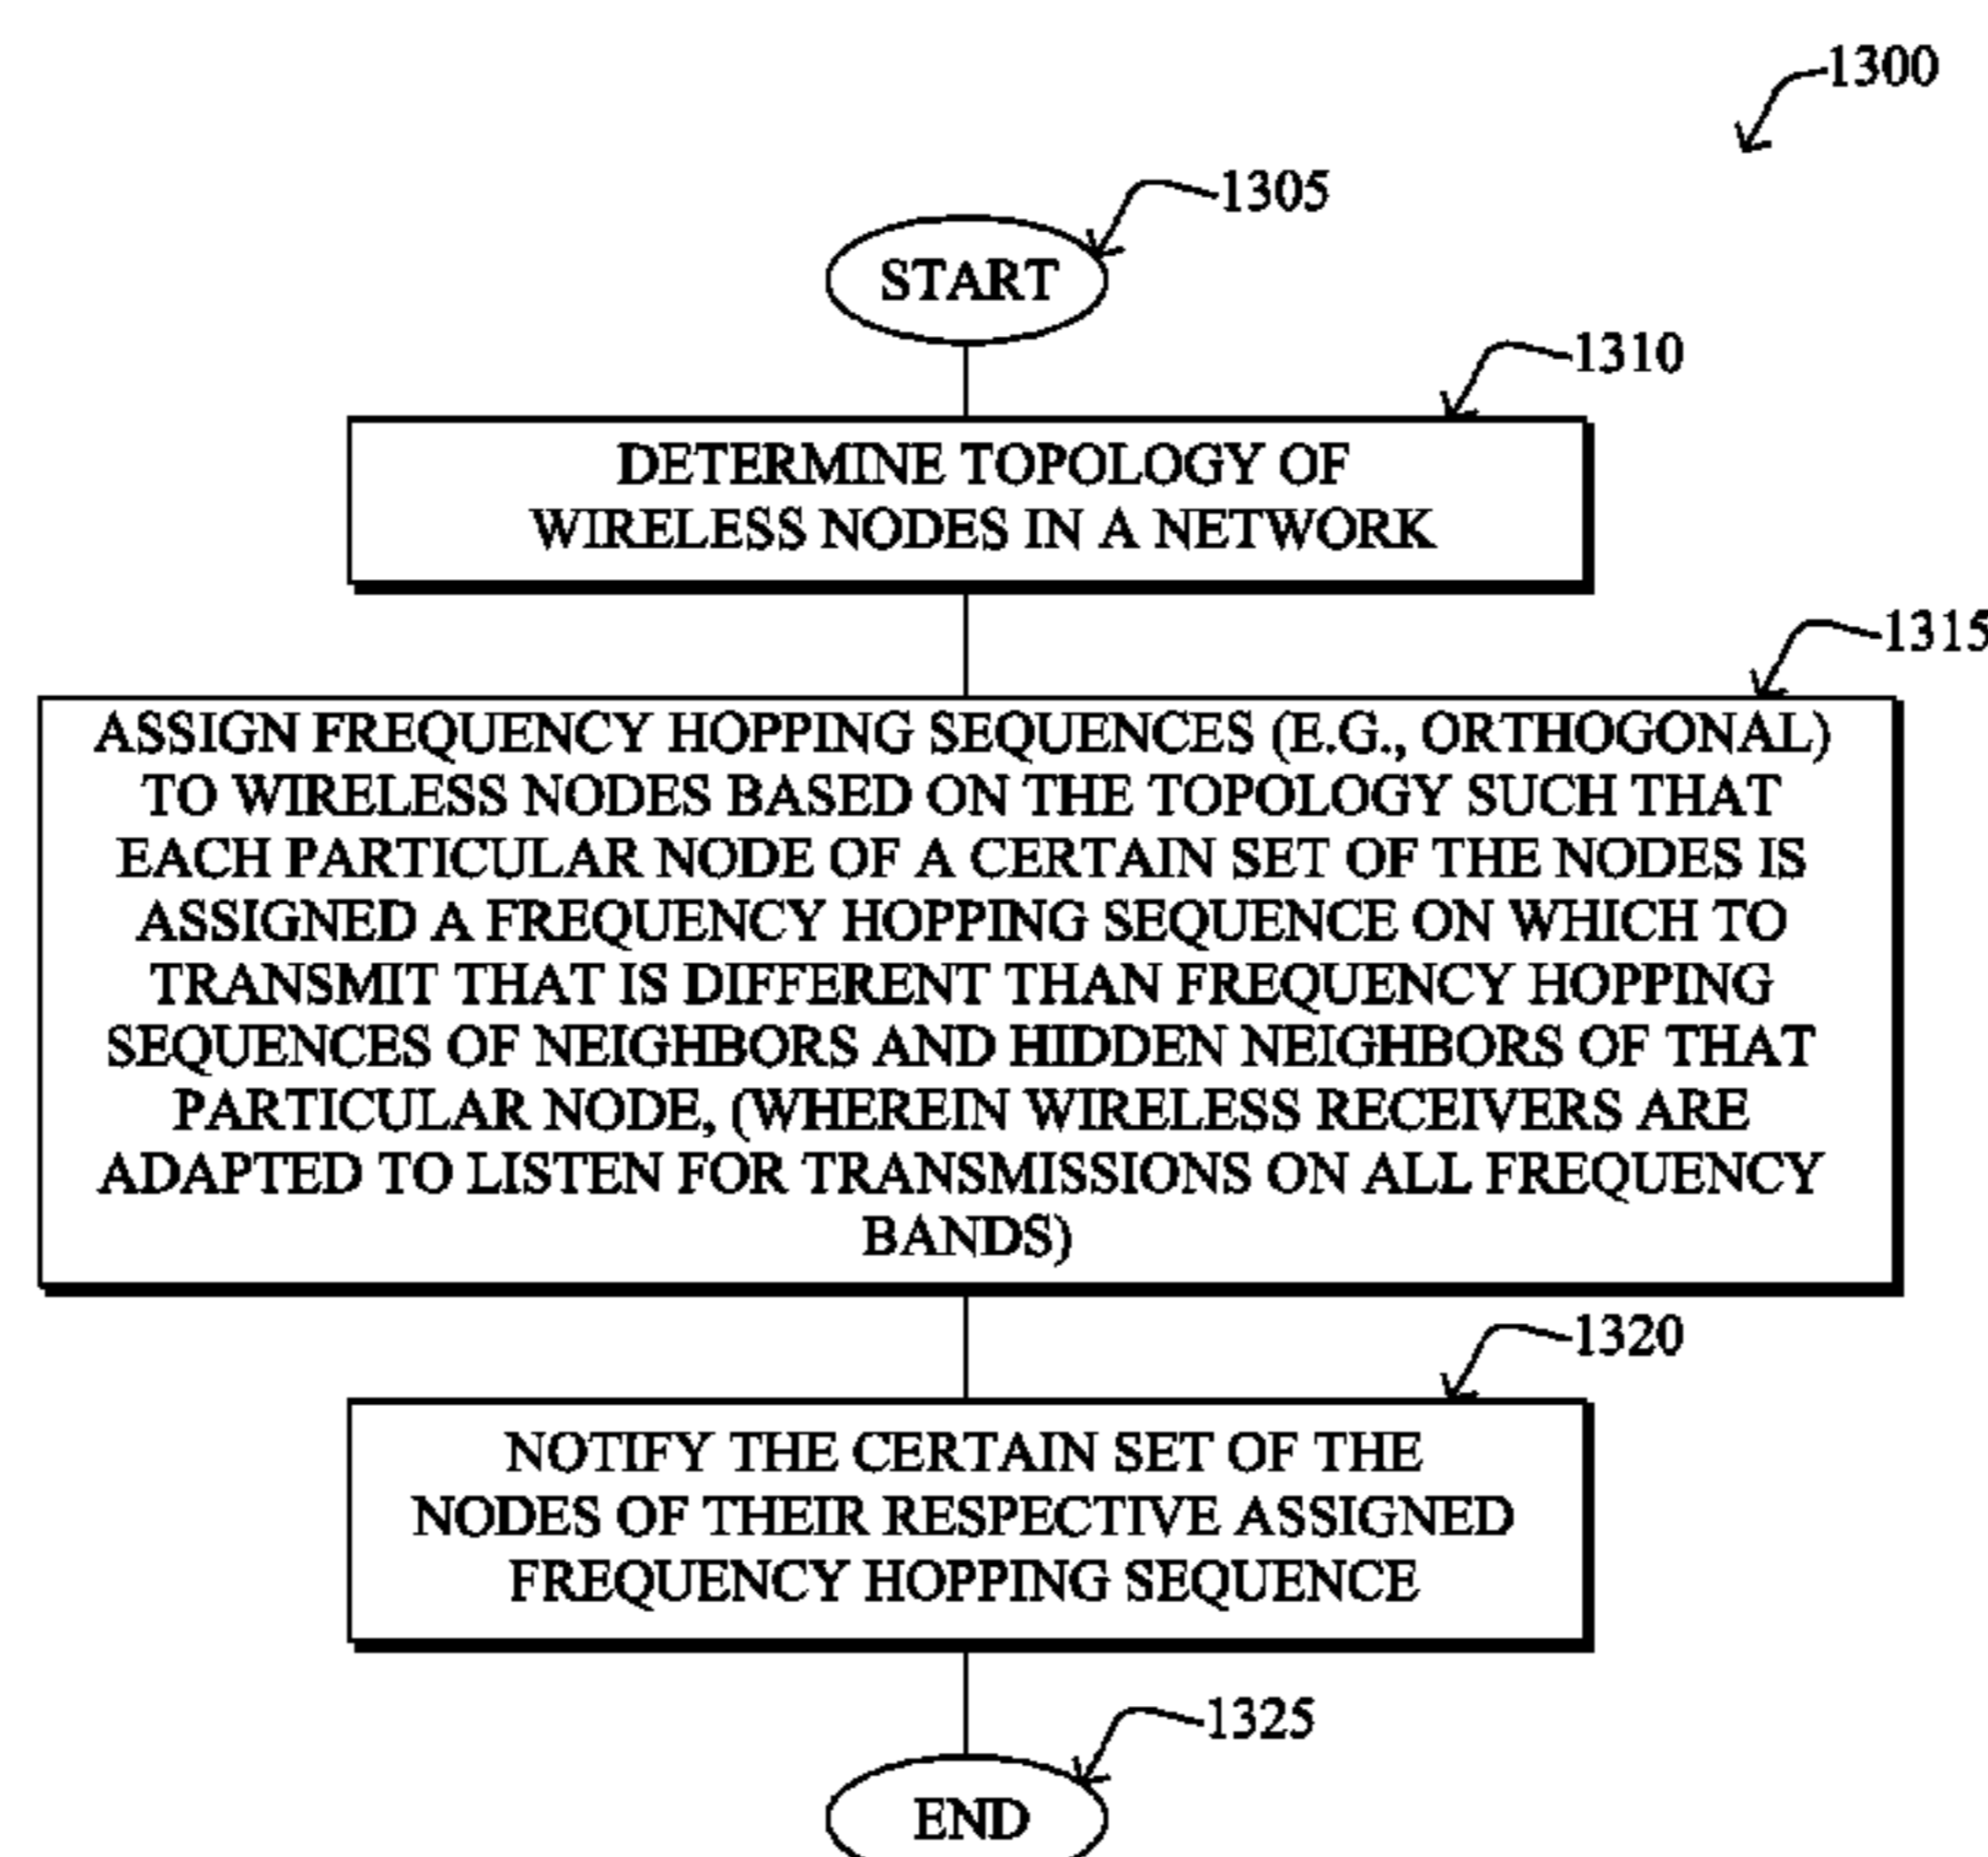 1300
1305
START
1310
DETERMINE TOPOLOGY OF
WIRELESS NODES IN A NETWORK
1315
ASSIGN FREQUENCY HOPPING SEQUENCES (E.G., ORTHOGONAL)
TO WIRELESS NODES BASED ON THE TOPOLOGY SUCH THAT
EACH PARTICULAR NODE OF A CERTAIN SET OF THE NODES IS
ASSIGNED A FREQUENCY HOPPING SEQUENCE ON WHICH TO
TRANSMIT THAT IS DIFFERENT THAN FREQUENCY HOPPING
SEQUENCES OF NEIGHBORS AND HIDDEN NEIGHBORS OF THAT
PARTICULAR NODE, (WHEREIN WIRELESS RECEIVERS ARE
ADAPTED TO LISTEN FOR TRANSMISSIONS ON ALL FREQUENCY
BANDS)
1320
NOTIFY THE CERTAIN SET OF THE
NODES OF THEIR RESPECTIVE ASSIGNED
FREQUENCY HOPPING SEQUENCE
1325
END